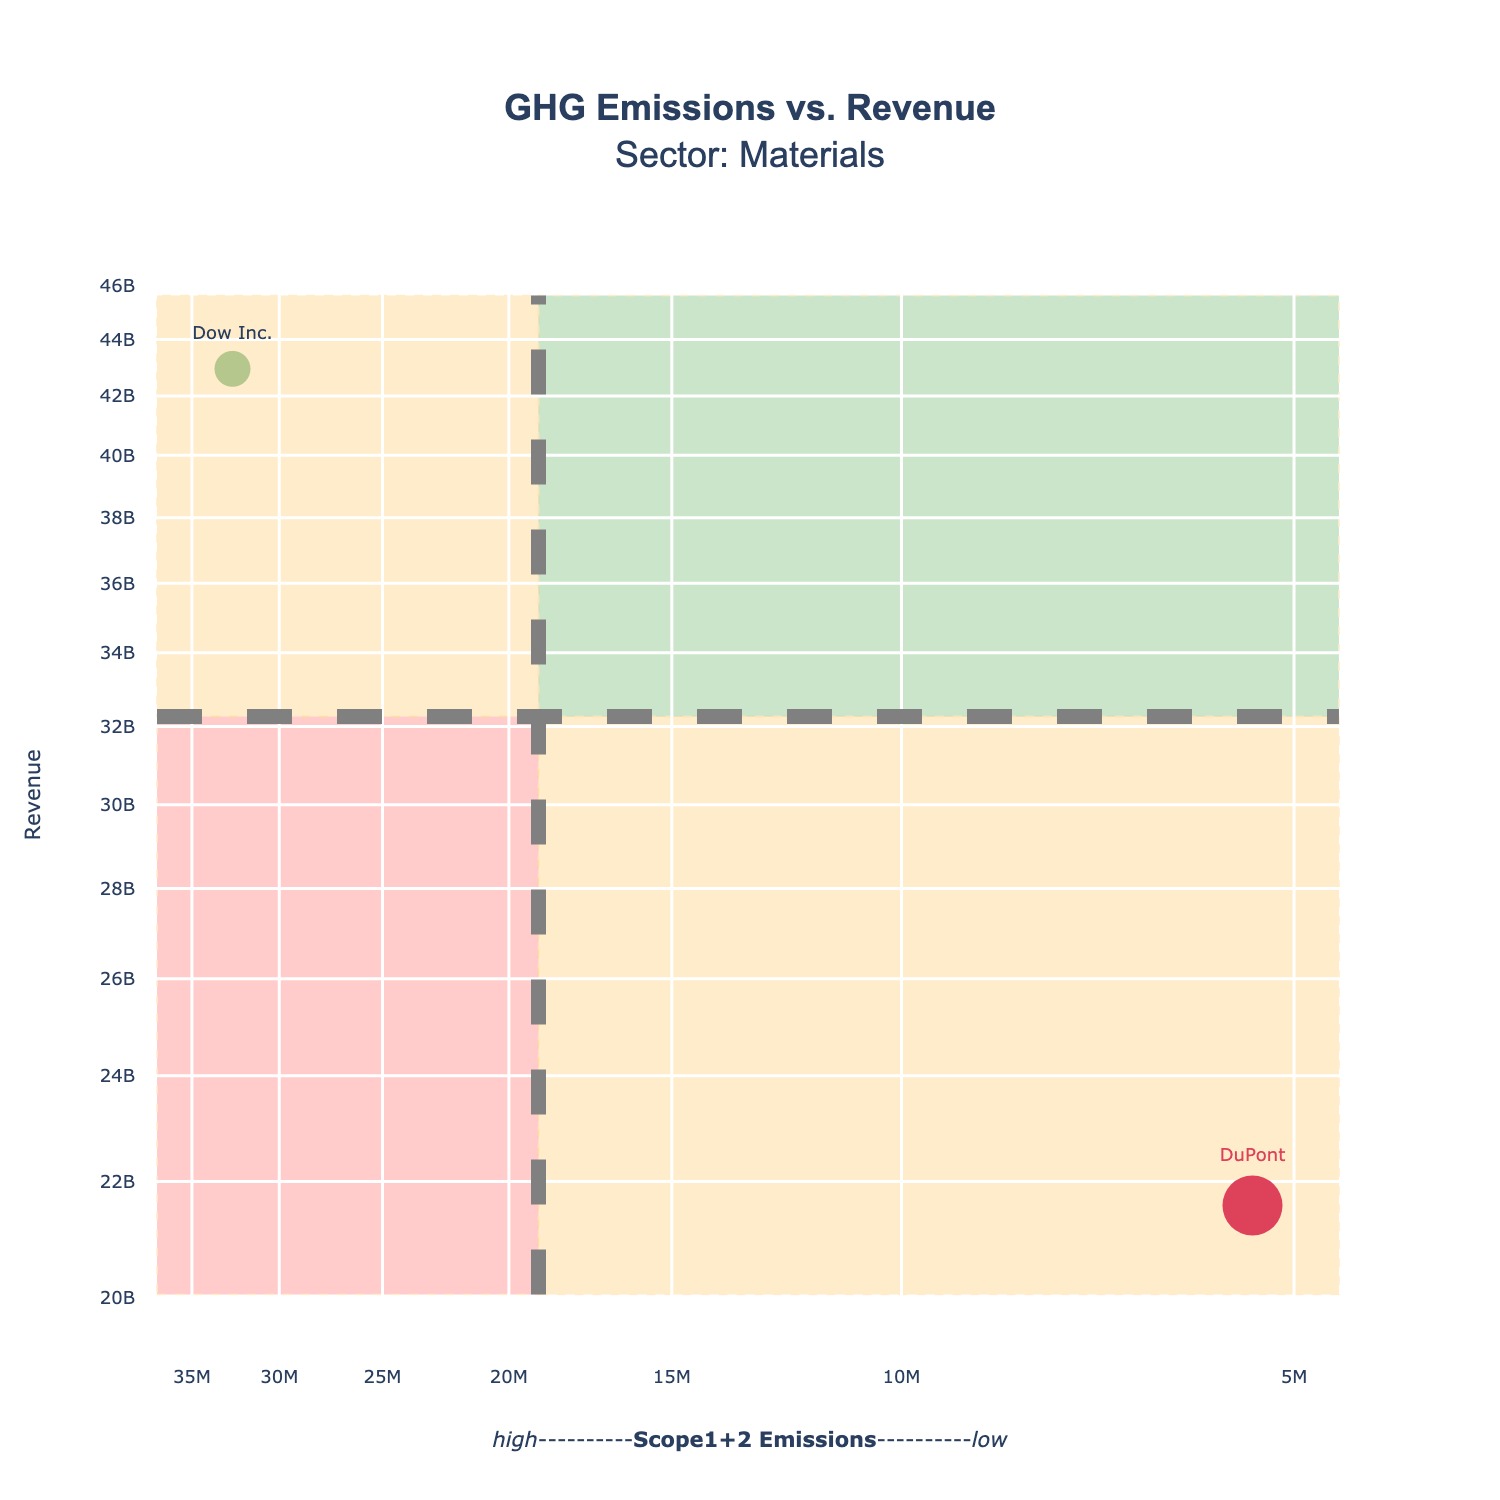 GHG Emissions vs. Revenue
Sector: Materials
46B
Dow Inc.
44B
42B
40B
38B
36B
34B
32B
Revenue
30B
28B
26B
24B
DuPont
22B
20B
35M 30M 25M 20M 15M 10M 5M
high----------Scope1+2 Emissions----------low